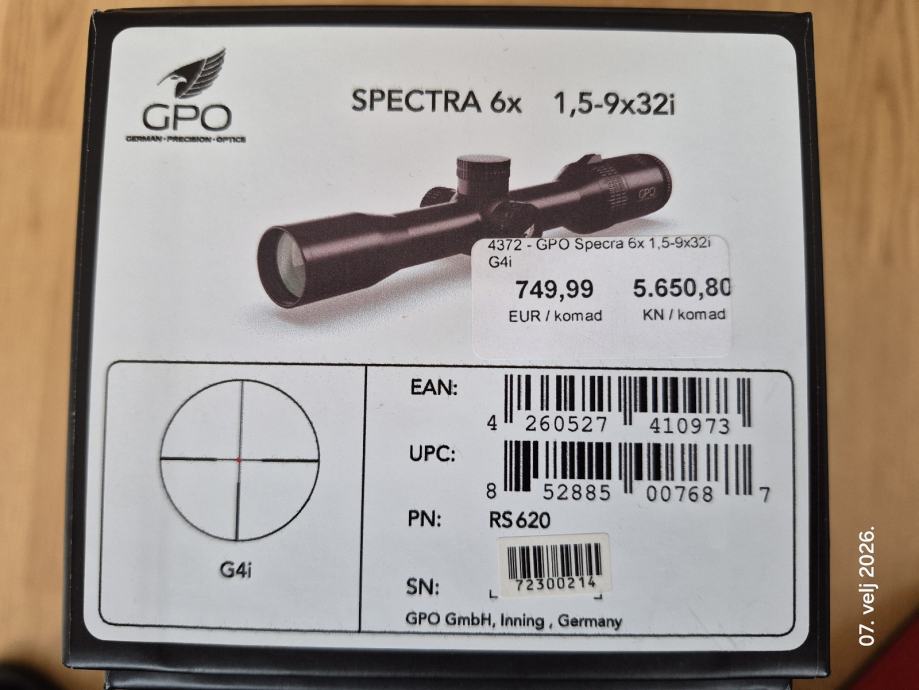 GPO
GERMAN•PRECISION•OPTICS
SPECTRA 6x 1,5-9x32i
GPO
4372 - GPO Specra 6x 1,5-9x32i
G4i
749,99 5.650,80
EUR / komad KN / komad
G4i
EAN:
4 260527 410973
UPC:
8 52885 00768 7
PN: RS620
SN: 72300214
GPO GmbH, Inning , Germany
07. velj 2026.